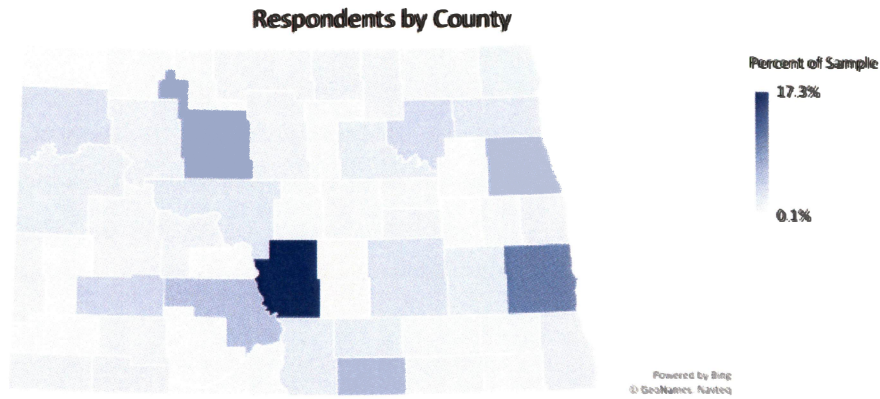 Respondents by County
Percent of Sample
17.3%
0.1%
Powered by Bing
© GeoNames, Navteq